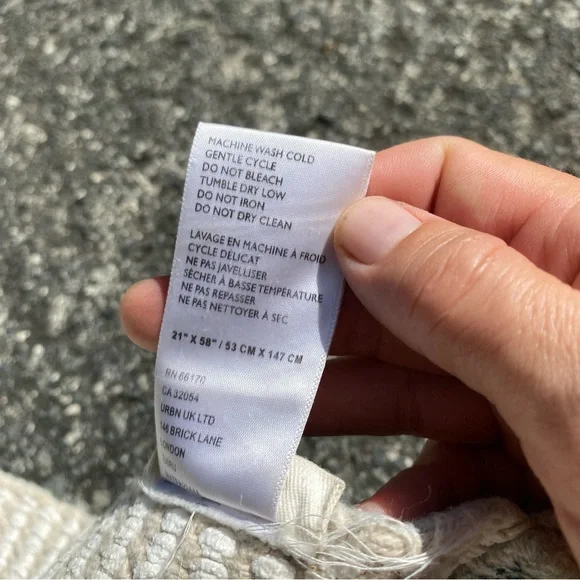 MACHINE WASH COLD
GENTLE CYCLE
DO NOT BLEACH
TUMBLE DRY LOW
DO NOT IRON
DO NOT DRY CLEAN
LAVAGE EN MACHINE À FROID
CYCLE DÉLICAT
NE PAS JAVELLISER
SÉCHER À BASSE TEMPÉRATURE
NE PAS REPASSER
NE PAS NETTOYER À SEC
21" X 58" / 53 CM X 147 CM
RN 66170
CA 32054
URBN UK LTD
BRICK LANE
LONDON